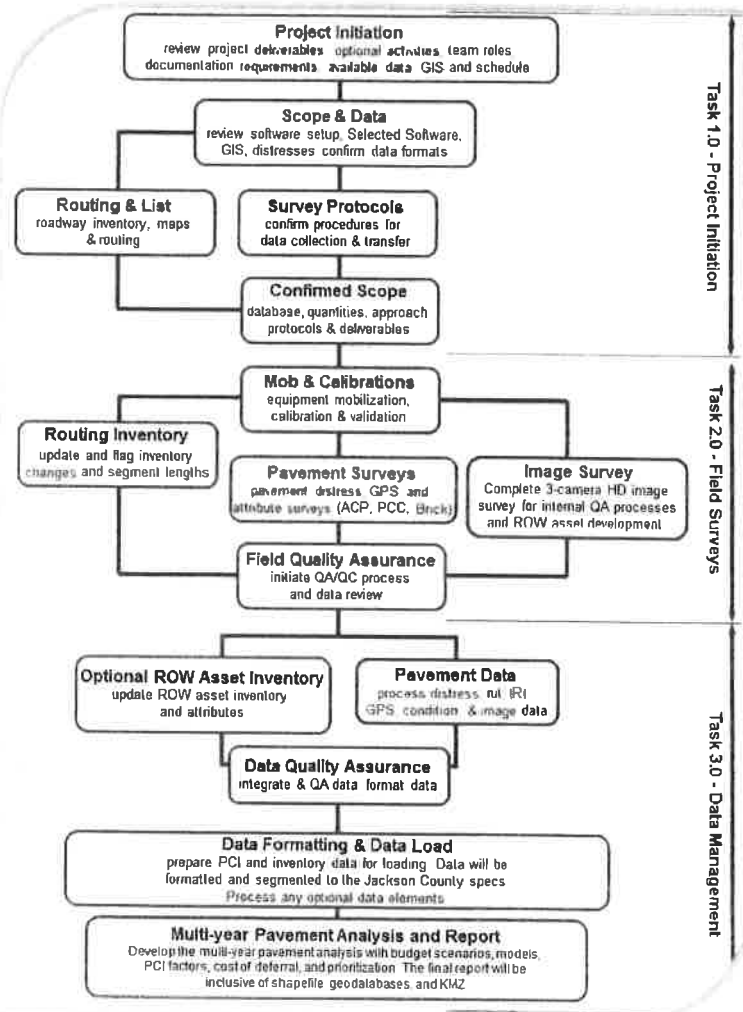 Project Initiation
review project deliverables optional activities, team roles
documentation requirements available data GIS and schedule
Scope & Data
review software setup, Selected Software,
GIS, distresses confirm data formats
Routing & List
roadway inventory, maps
& routing
Survey Protocols
confirm procedures for
data collection & transfer
Confirmed Scope
database, quantities, approach
protocols & deliverables
Task 1.0 - Project Initiation
Mob & Calibrations
equipment mobilization,
calibration & validation
Routing Inventory
update and flag inventory
changes and segment lengths
Pavement Surveys
pavement distress GPS and
attribute surveys (ACP, PCC, Brick)
Image Survey
Complete 3-camera HD image
survey for internal QA processes
and ROW asset development
Field Quality Assurance
initiate QA/QC process
and data review
Task 2.0 - Field Surveys
Optional ROW Asset Inventory
update ROW asset inventory
and attributes
Pavement Data
process distress rut IRI
GPS condition & image data
Data Quality Assurance
integrate & QA data format data
Data Formatting & Data Load
prepare PCI and inventory data for loading Data will be
formatted and segmented to the Jackson County specs
Process any optional data elements
Multi-year Pavement Analysis and Report
Develop the multi-year pavement analysis with budget scenarios, models,
PCI factors, cost of deferral, and prioritization The final report will be
inclusive of shapefile geodatabases, and KMZ
Task 3.0 - Data Management